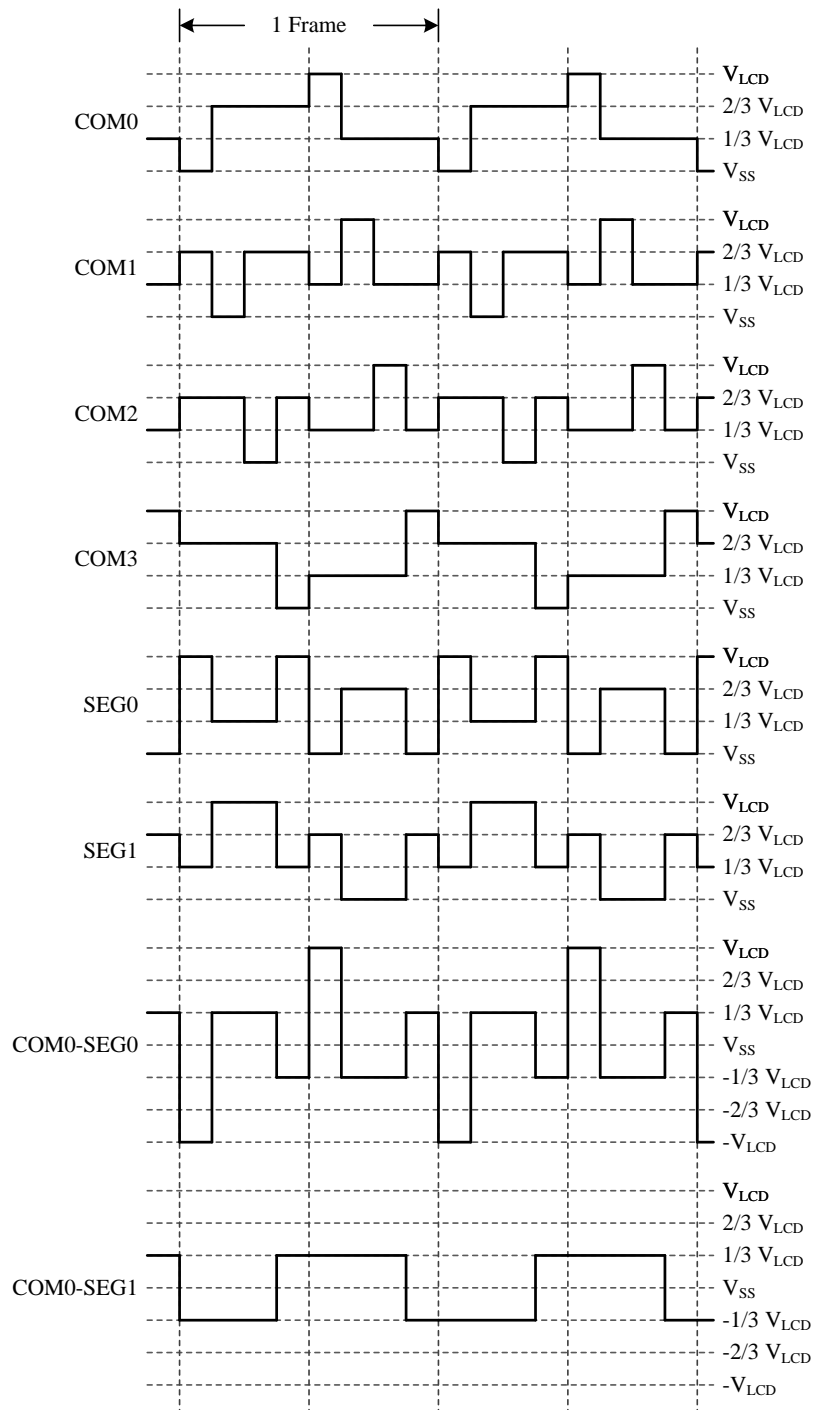 1 Frame
COM0
V_LCD
2/3 V_LCD
1/3 V_LCD
V_SS
COM1
V_LCD
2/3 V_LCD
1/3 V_LCD
V_SS
COM2
V_LCD
2/3 V_LCD
1/3 V_LCD
V_SS
COM3
V_LCD
2/3 V_LCD
1/3 V_LCD
V_SS
SEG0
V_LCD
2/3 V_LCD
1/3 V_LCD
V_SS
SEG1
V_LCD
2/3 V_LCD
1/3 V_LCD
V_SS
COM0-SEG0
V_LCD
2/3 V_LCD
1/3 V_LCD
V_SS
-1/3 V_LCD
-2/3 V_LCD
-V_LCD
COM0-SEG1
V_LCD
2/3 V_LCD
1/3 V_LCD
V_SS
-1/3 V_LCD
-2/3 V_LCD
-V_LCD